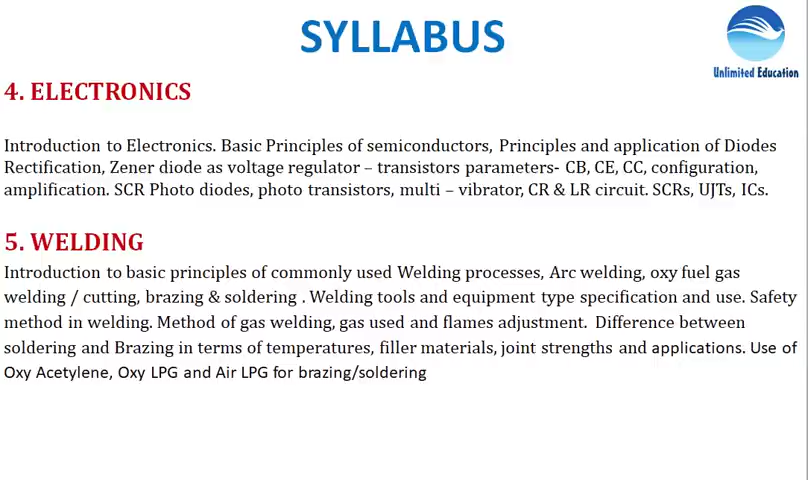 SYLLABUS
Unlimited Education
4. ELECTRONICS
Introduction to Electronics. Basic Principles of semiconductors, Principles and application of Diodes
Rectification, Zener diode as voltage regulator – transistors parameters- CB, CE, CC, configuration,
amplification. SCR Photo diodes, photo transistors, multi – vibrator, CR & LR circuit. SCRs, UJTs, ICs.
5. WELDING
Introduction to basic principles of commonly used Welding processes, Arc welding, oxy fuel gas
welding / cutting, brazing & soldering . Welding tools and equipment type specification and use. Safety
method in welding. Method of gas welding, gas used and flames adjustment. Difference between
soldering and Brazing in terms of temperatures, filler materials, joint strengths and applications. Use of
Oxy Acetylene, Oxy LPG and Air LPG for brazing/soldering